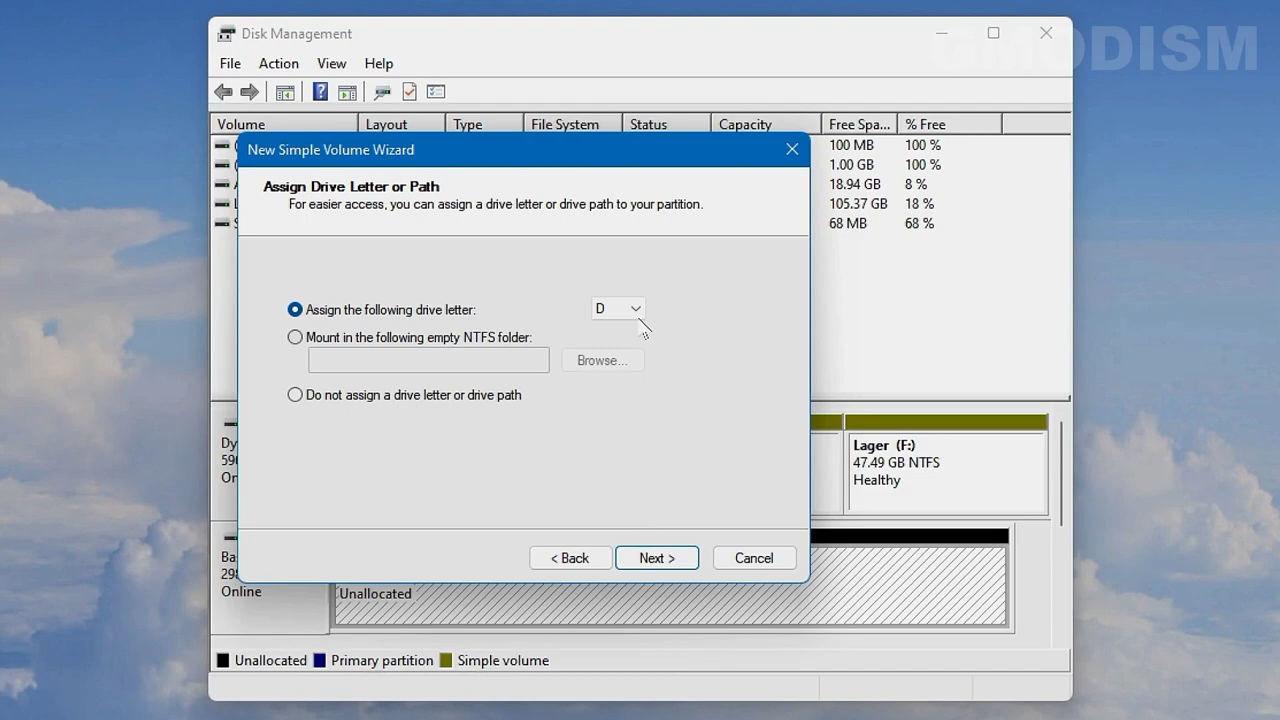 Disk Management
GMODISM
File Action View Help
Volume Layout Type File System Status Capacity Free Spa... % Free
100 MB 100 %
1.00 GB 100 %
18.94 GB 8 %
105.37 GB 18 %
68 MB 68 %
New Simple Volume Wizard
Assign Drive Letter or Path
For easier access, you can assign a drive letter or drive path to your partition.
Assign the following drive letter: D
Mount in the following empty NTFS folder:
Browse...
Do not assign a drive letter or drive path
< Back Next > Cancel
Lager (F:)
47.49 GB NTFS
Healthy
Dy
On
Ba
Online
Unallocated
Unallocated Primary partition Simple volume